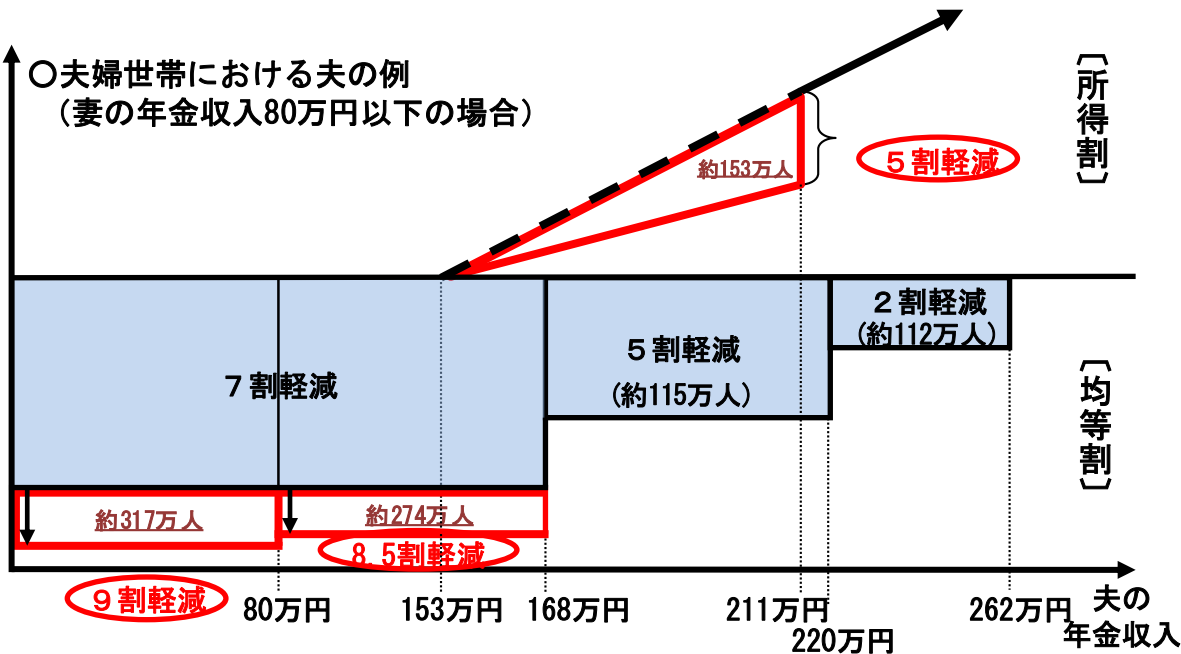 〇夫婦世帯における夫の例
（妻の年金収入80万円以下の場合）
〔所得割〕
約153万人
５割軽減
２割軽減
(約112万人)
５割軽減
(約115万人)
７割軽減
〔均等割〕
約317万人
約274万人
8.5割軽減
９割軽減
80万円
153万円
168万円
211万円
220万円
262万円
夫の
年金収入